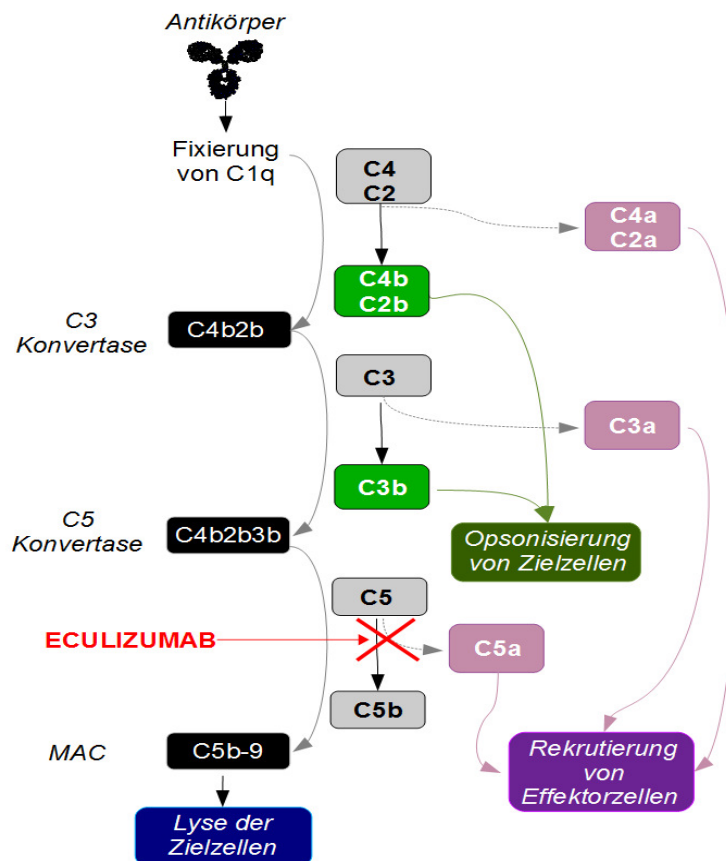 Antikörper
Fixierung
von C1q
C4
C2
C4a
C2a
C4b
C2b
C3
Konvertase
C4b2b
C3
C3a
C3b
C5
Konvertase
C4b2b3b
Opsonisierung
von Zielzellen
C5
ECULIZUMAB
C5a
C5b
MAC
C5b-9
Rekrutierung
von
Effektorzellen
Lyse der
Zielzellen